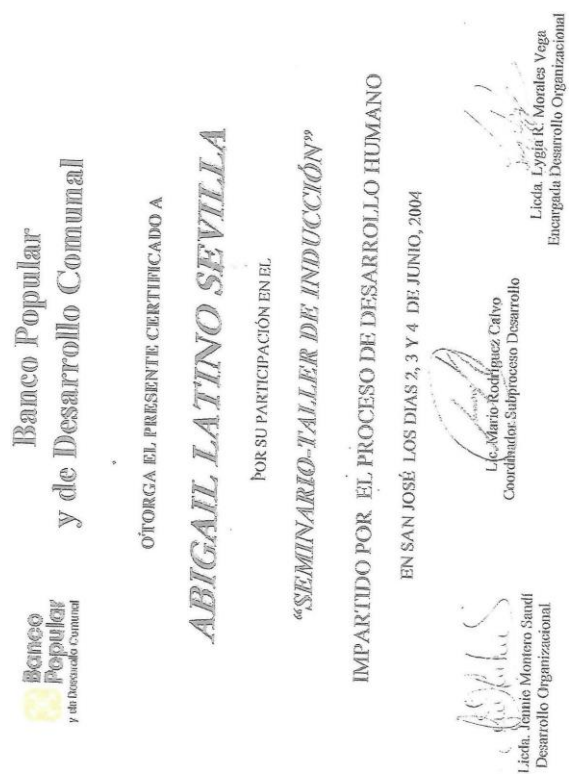 Banco
Popular
y de Desarrollo Comunal
Banco Popular
y de Desarrollo Comunal
OTORGA EL PRESENTE CERTIFICADO A
ABIGAIL LATINO SEVILLA
POR SU PARTICIPACIÓN EN EL
“SEMINARIO-TALLER DE INDUCCIÓN”
IMPARTIDO POR EL PROCESO DE DESARROLLO HUMANO
EN SAN JOSÉ LOS DIAS 2, 3 Y 4 DE JUNIO, 2004
Licda. Jennie Montero Sandí
Desarrollo Organizacional
Lic. Mario Rodríguez Calvo
Coordinador Subproceso Desarrollo
Licda. Lygia R. Morales Vega
Encargada Desarrollo Organizacional